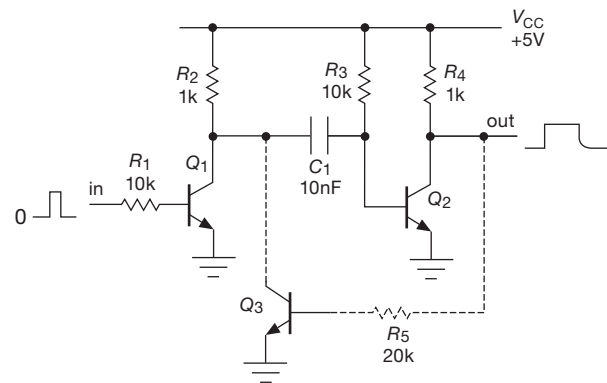 VCC
+5V
R2
1k
R3
10k
R4
1k
out
Q1
C1
10nF
R1
10k
in
0
Q2
Q3
R5
20k